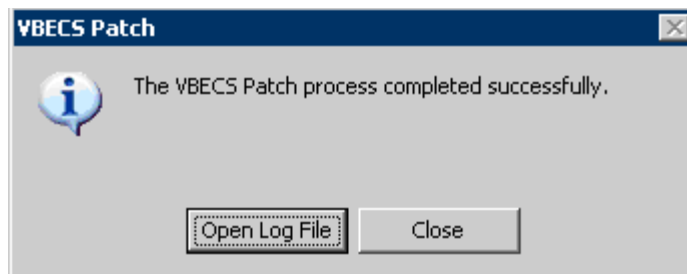 VBECS Patch
The VBECS Patch process completed successfully.
Open Log File
Close